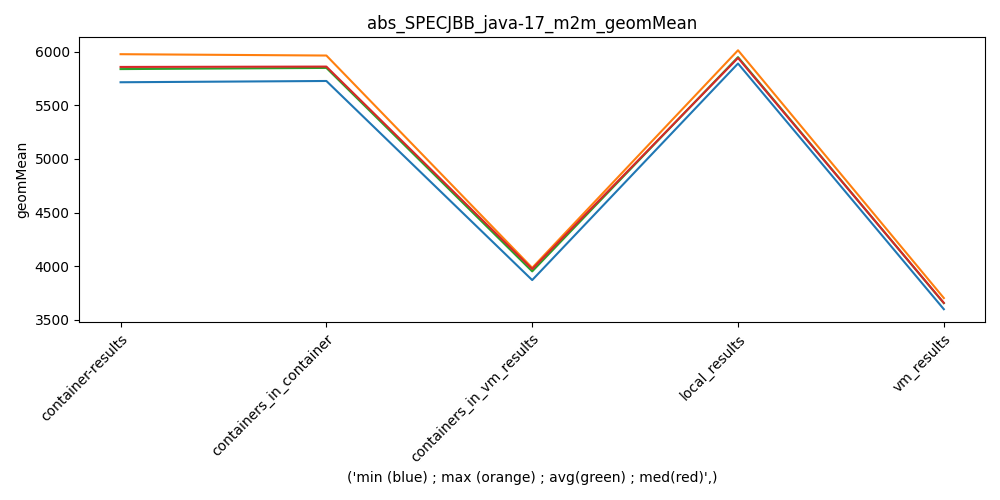 abs_SPECJBB_java-17_m2m_geomMean
geomMean
6000
5500
5000
4500
4000
3500
container-results
containers_in_container
containers_in_vm_results
local_results
vm_results
('min (blue) ; max (orange) ; avg(green) ; med(red)',)